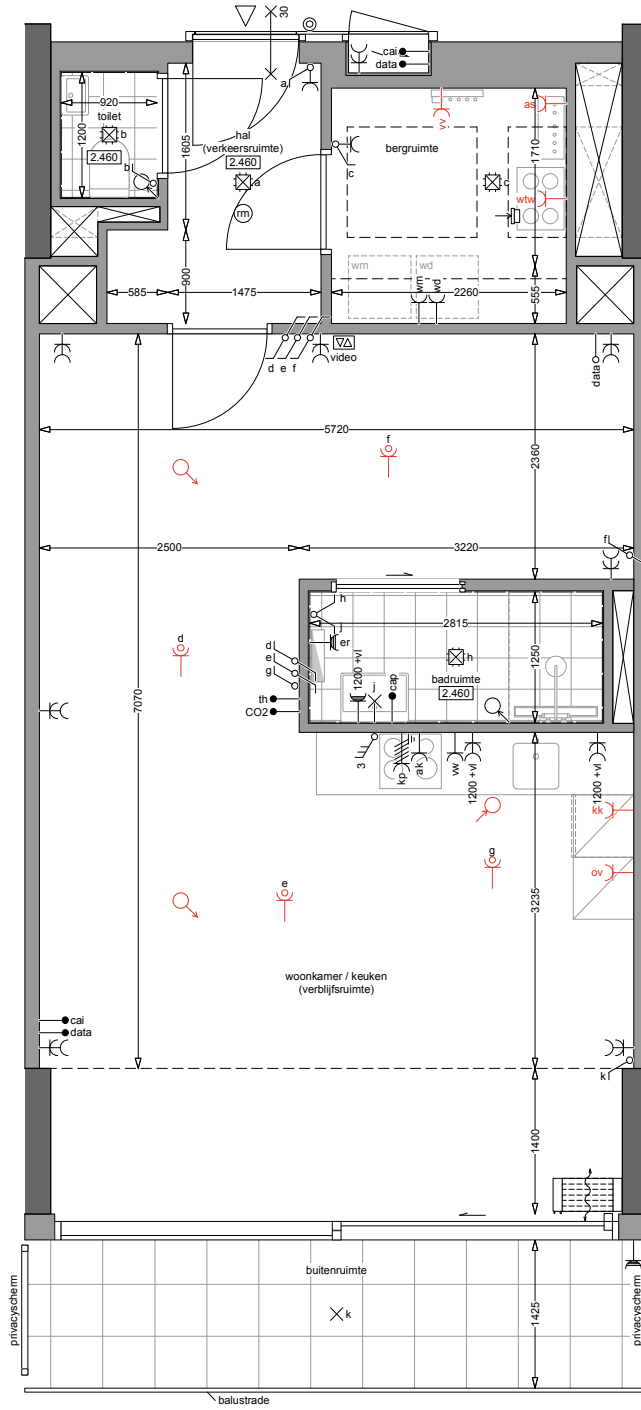 30
cai
data
a
920
toilet
b
1200
2.460
b
1605
hal
(verkeersruimte)
2.460
a
rm
c
vv
bergruimte
as
1710
c
wtw
wm
wd
585
900
1475
wm
wd
2260
555
d
e
f
video
data
5720
f
2360
2500
3220
f
h
j
2815
er
1200 +vl
j
cap
h
badruimte
2.460
1250
d
d
e
g
th
CO2
7070
3
kp
ak
vw
1200 +vl
1200 +vl
kk
ov
g
e
3235
woonkamer / keuken
(verblijfsruimte)
cai
data
k
1400
buitenruimte
k
1425
privacyscherm
privacyscherm
balustrade